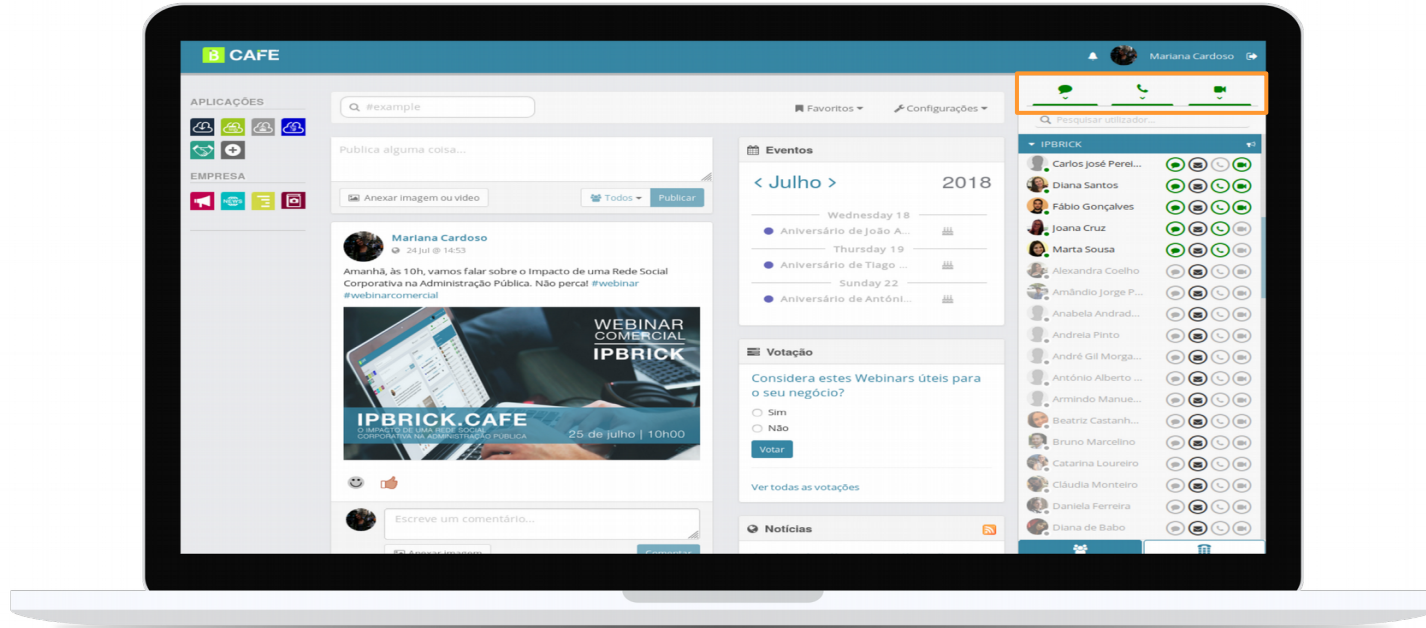 CAFE
Mariana Cardoso
APLICAÇÕES
EMPRESA
#example
Favoritos
Configurações
Publica alguma coisa...
Anexar imagem ou video
Todos
Publicar
Mariana Cardoso
24 Jul @ 14:53
Amanhã, às 10h, vamos falar sobre o Impacto de uma Rede Social
Corporativa na Administração Pública. Não perca! #webinar
#webinarcomercial
WEBINAR
COMERCIAL
IPBRICK
IPBRICK.CAFE
O IMPACTO DE UMA REDE SOCIAL
CORPORATIVA NA ADMINISTRAÇÃO PÚBLICA
25 de julho | 10h00
Escreve um comentário...
Anexar imagem
Comentar
Eventos
< Julho >
2018
Wednesday 18
Aniversário de João A...
Thursday 19
Aniversário de Tiago ...
Sunday 22
Aniversário de Antóni...
Votação
Considera estes Webinars úteis para
o seu negócio?
Sim
Não
Votar
Ver todas as votações
Notícias
Pesquisar utilizador...
IPBRICK
Carlos josé Perei...
Diana Santos
Fábio Gonçalves
Joana Cruz
Marta Sousa
Alexandra Coelho
Amândio Jorge P...
Anabela Andrad...
Andreia Pinto
André Gil Morga...
António Alberto ...
Armindo Manue...
Beatriz Castanh...
Bruno Marcelino
Catarina Loureiro
Cláudia Monteiro
Daniela Ferreira
Diana de Babo